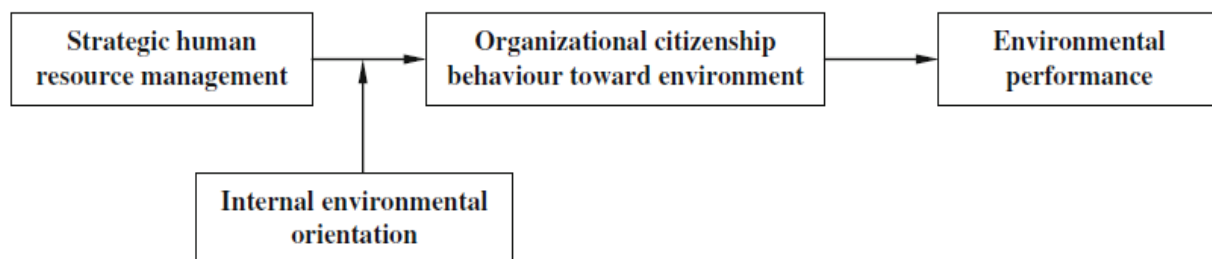 Strategic human
resource management
Organizational citizenship
behaviour toward environment
Environmental
performance
Internal environmental
orientation